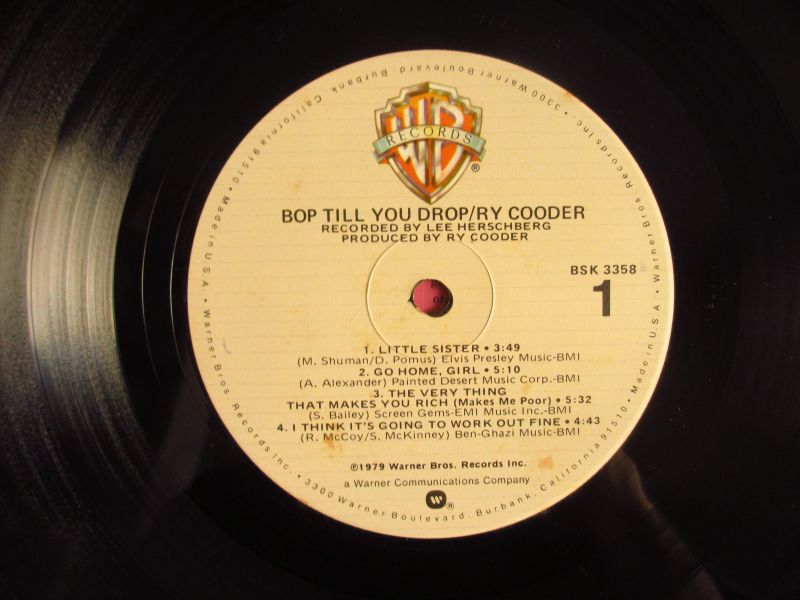 WB
RECORDS
®
BOP TILL YOU DROP/RY COODER
RECORDED BY LEE HERSCHBERG
PRODUCED BY RY COODER
BSK 3358
1
1. LITTLE SISTER • 3:49
(M. Shuman/D. Pomus) Elvis Presley Music-BMI
2. GO HOME, GIRL • 5:10
(A. Alexander) Painted Desert Music Corp.-BMI
3. THE VERY THING
THAT MAKES YOU RICH (Makes Me Poor) • 5:32
(S. Bailey) Screen Gems-EMI Music Inc.-BMI
4. I THINK IT'S GOING TO WORK OUT FINE • 4:43
(R. McCoy/S. McKinney) Ben-Ghazi Music-BMI
℗1979 Warner Bros. Records Inc.
a Warner Communications Company
W®
Made in U.S.A. • Warner Bros. Records Inc. • 3300 Warner Boulevard. Burbank. California 91510 • Made in U.S.A. • Warner Bros. Records Inc. • 3300 Warner Boulevard. Burbank. California 91510 •